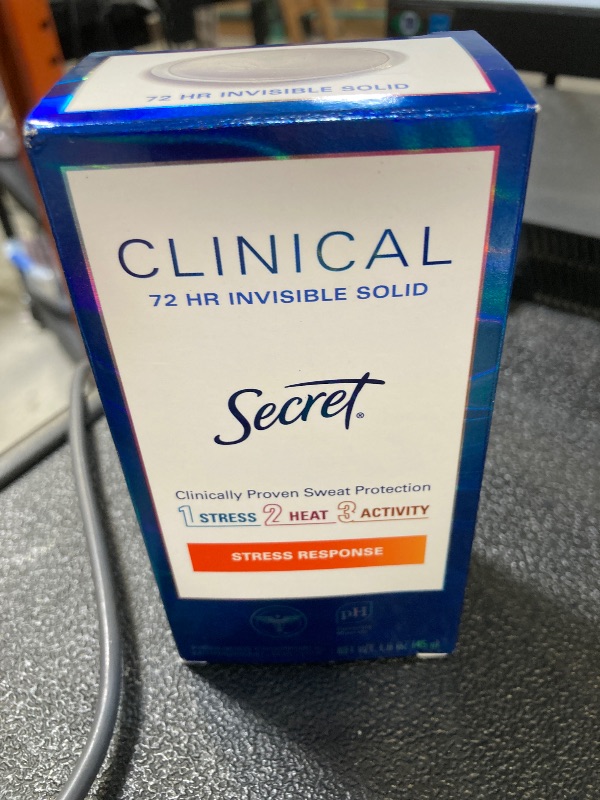 72 HR INVISIBLE SOLID
CLINICAL
72 HR INVISIBLE SOLID
Secret®
Clinically Proven Sweat Protection
1 STRESS 2 HEAT 3 ACTIVITY
STRESS RESPONSE
pH